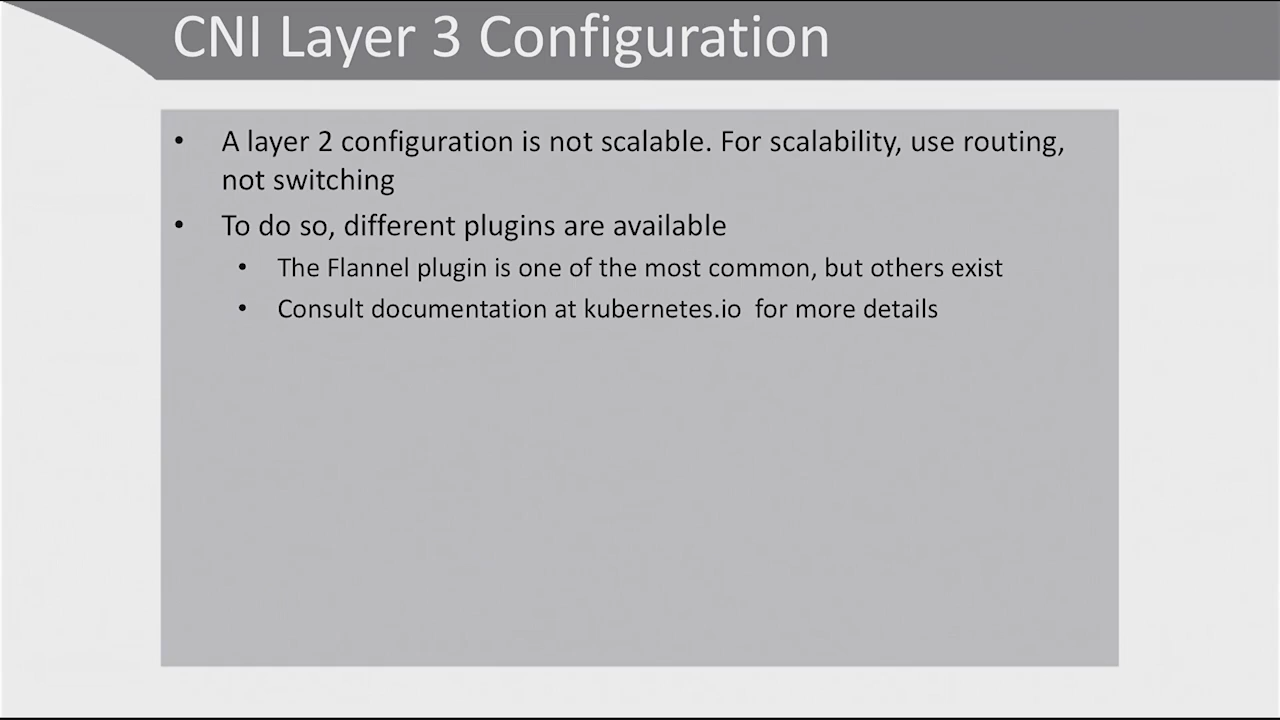 CNI Layer 3 Configuration
• A layer 2 configuration is not scalable. For scalability, use routing,
not switching
• To do so, different plugins are available
• The Flannel plugin is one of the most common, but others exist
• Consult documentation at kubernetes.io for more details